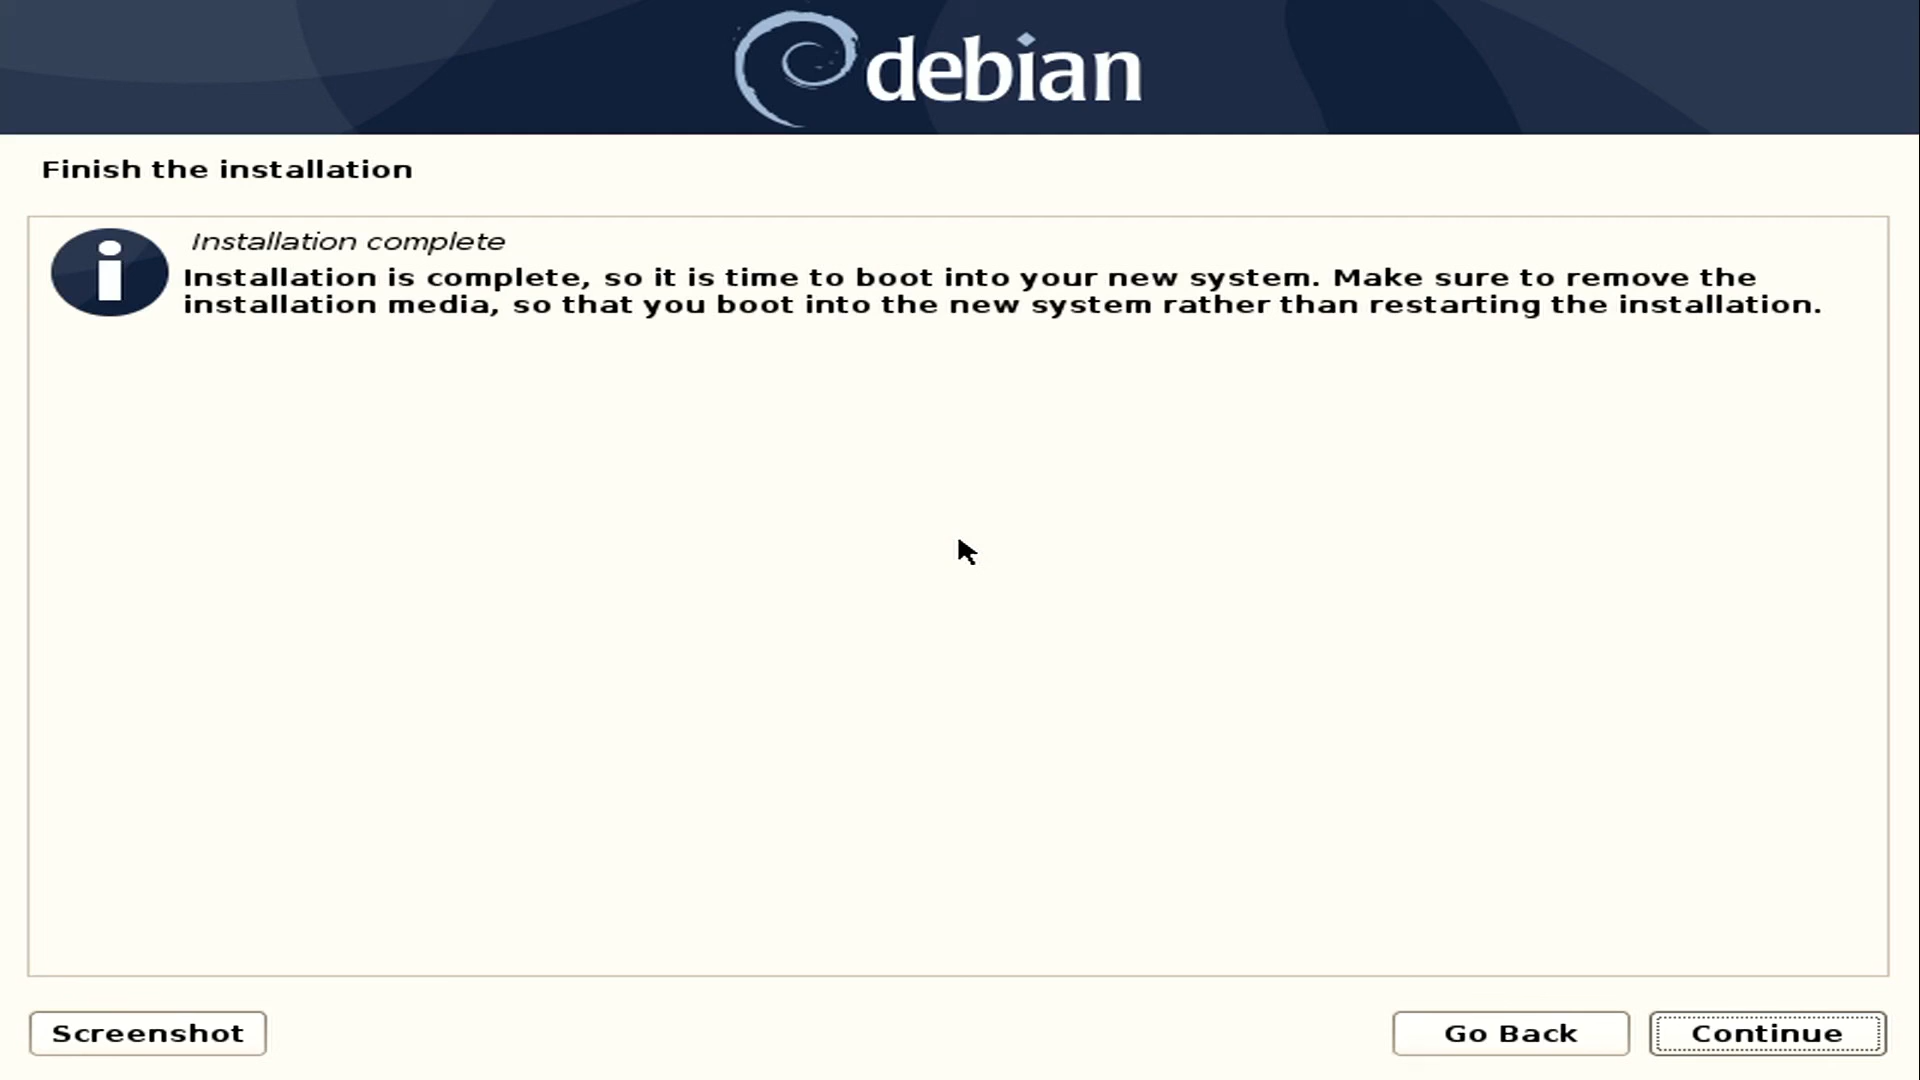 debian
Finish the installation
Installation complete
Installation is complete, so it is time to boot into your new system. Make sure to remove the
installation media, so that you boot into the new system rather than restarting the installation.
Screenshot
Go Back
Continue